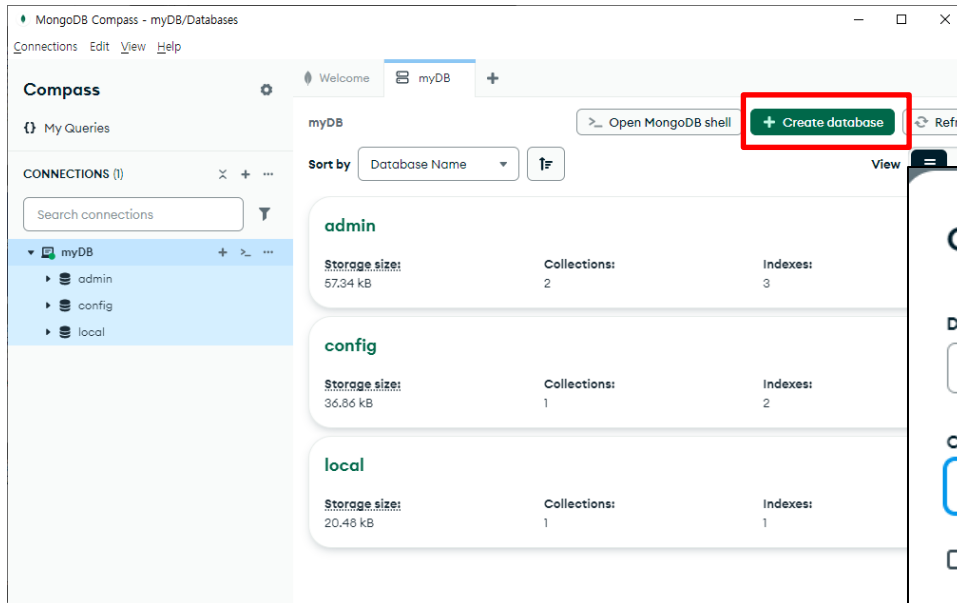 MongoDB Compass - myDB/Databases
Connections Edit View Help
Compass
{} My Queries
CONNECTIONS (1)
Search connections
myDB
admin
config
local
Welcome
myDB
myDB
>_ Open MongoDB shell
+ Create database
Sort by
Database Name
View
admin
Storage size: Collections: Indexes:
57.34 kB 2 3
config
Storage size: Collections: Indexes:
36.86 kB 1 2
local
Storage size: Collections: Indexes:
20.48 kB 1 1